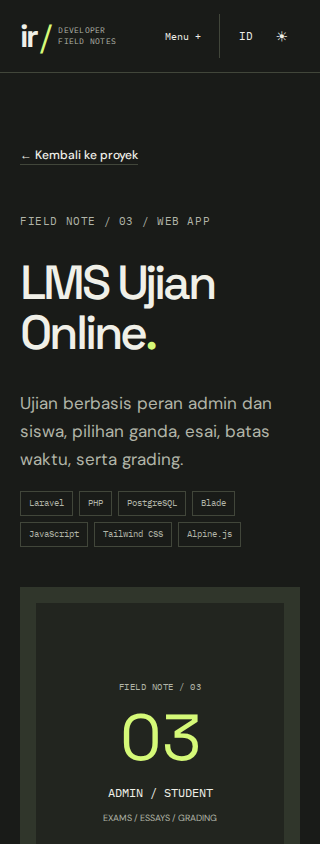 ir/ DEVELOPER
FIELD NOTES
Menu +
ID
← Kembali ke proyek
FIELD NOTE / 03 / WEB APP
LMS Ujian
Online.
Ujian berbasis peran admin dan
siswa, pilihan ganda, esai, batas
waktu, serta grading.
Laravel PHP PostgreSQL Blade
JavaScript Tailwind CSS Alpine.js
FIELD NOTE / 03
03
ADMIN / STUDENT
EXAMS / ESSAYS / GRADING